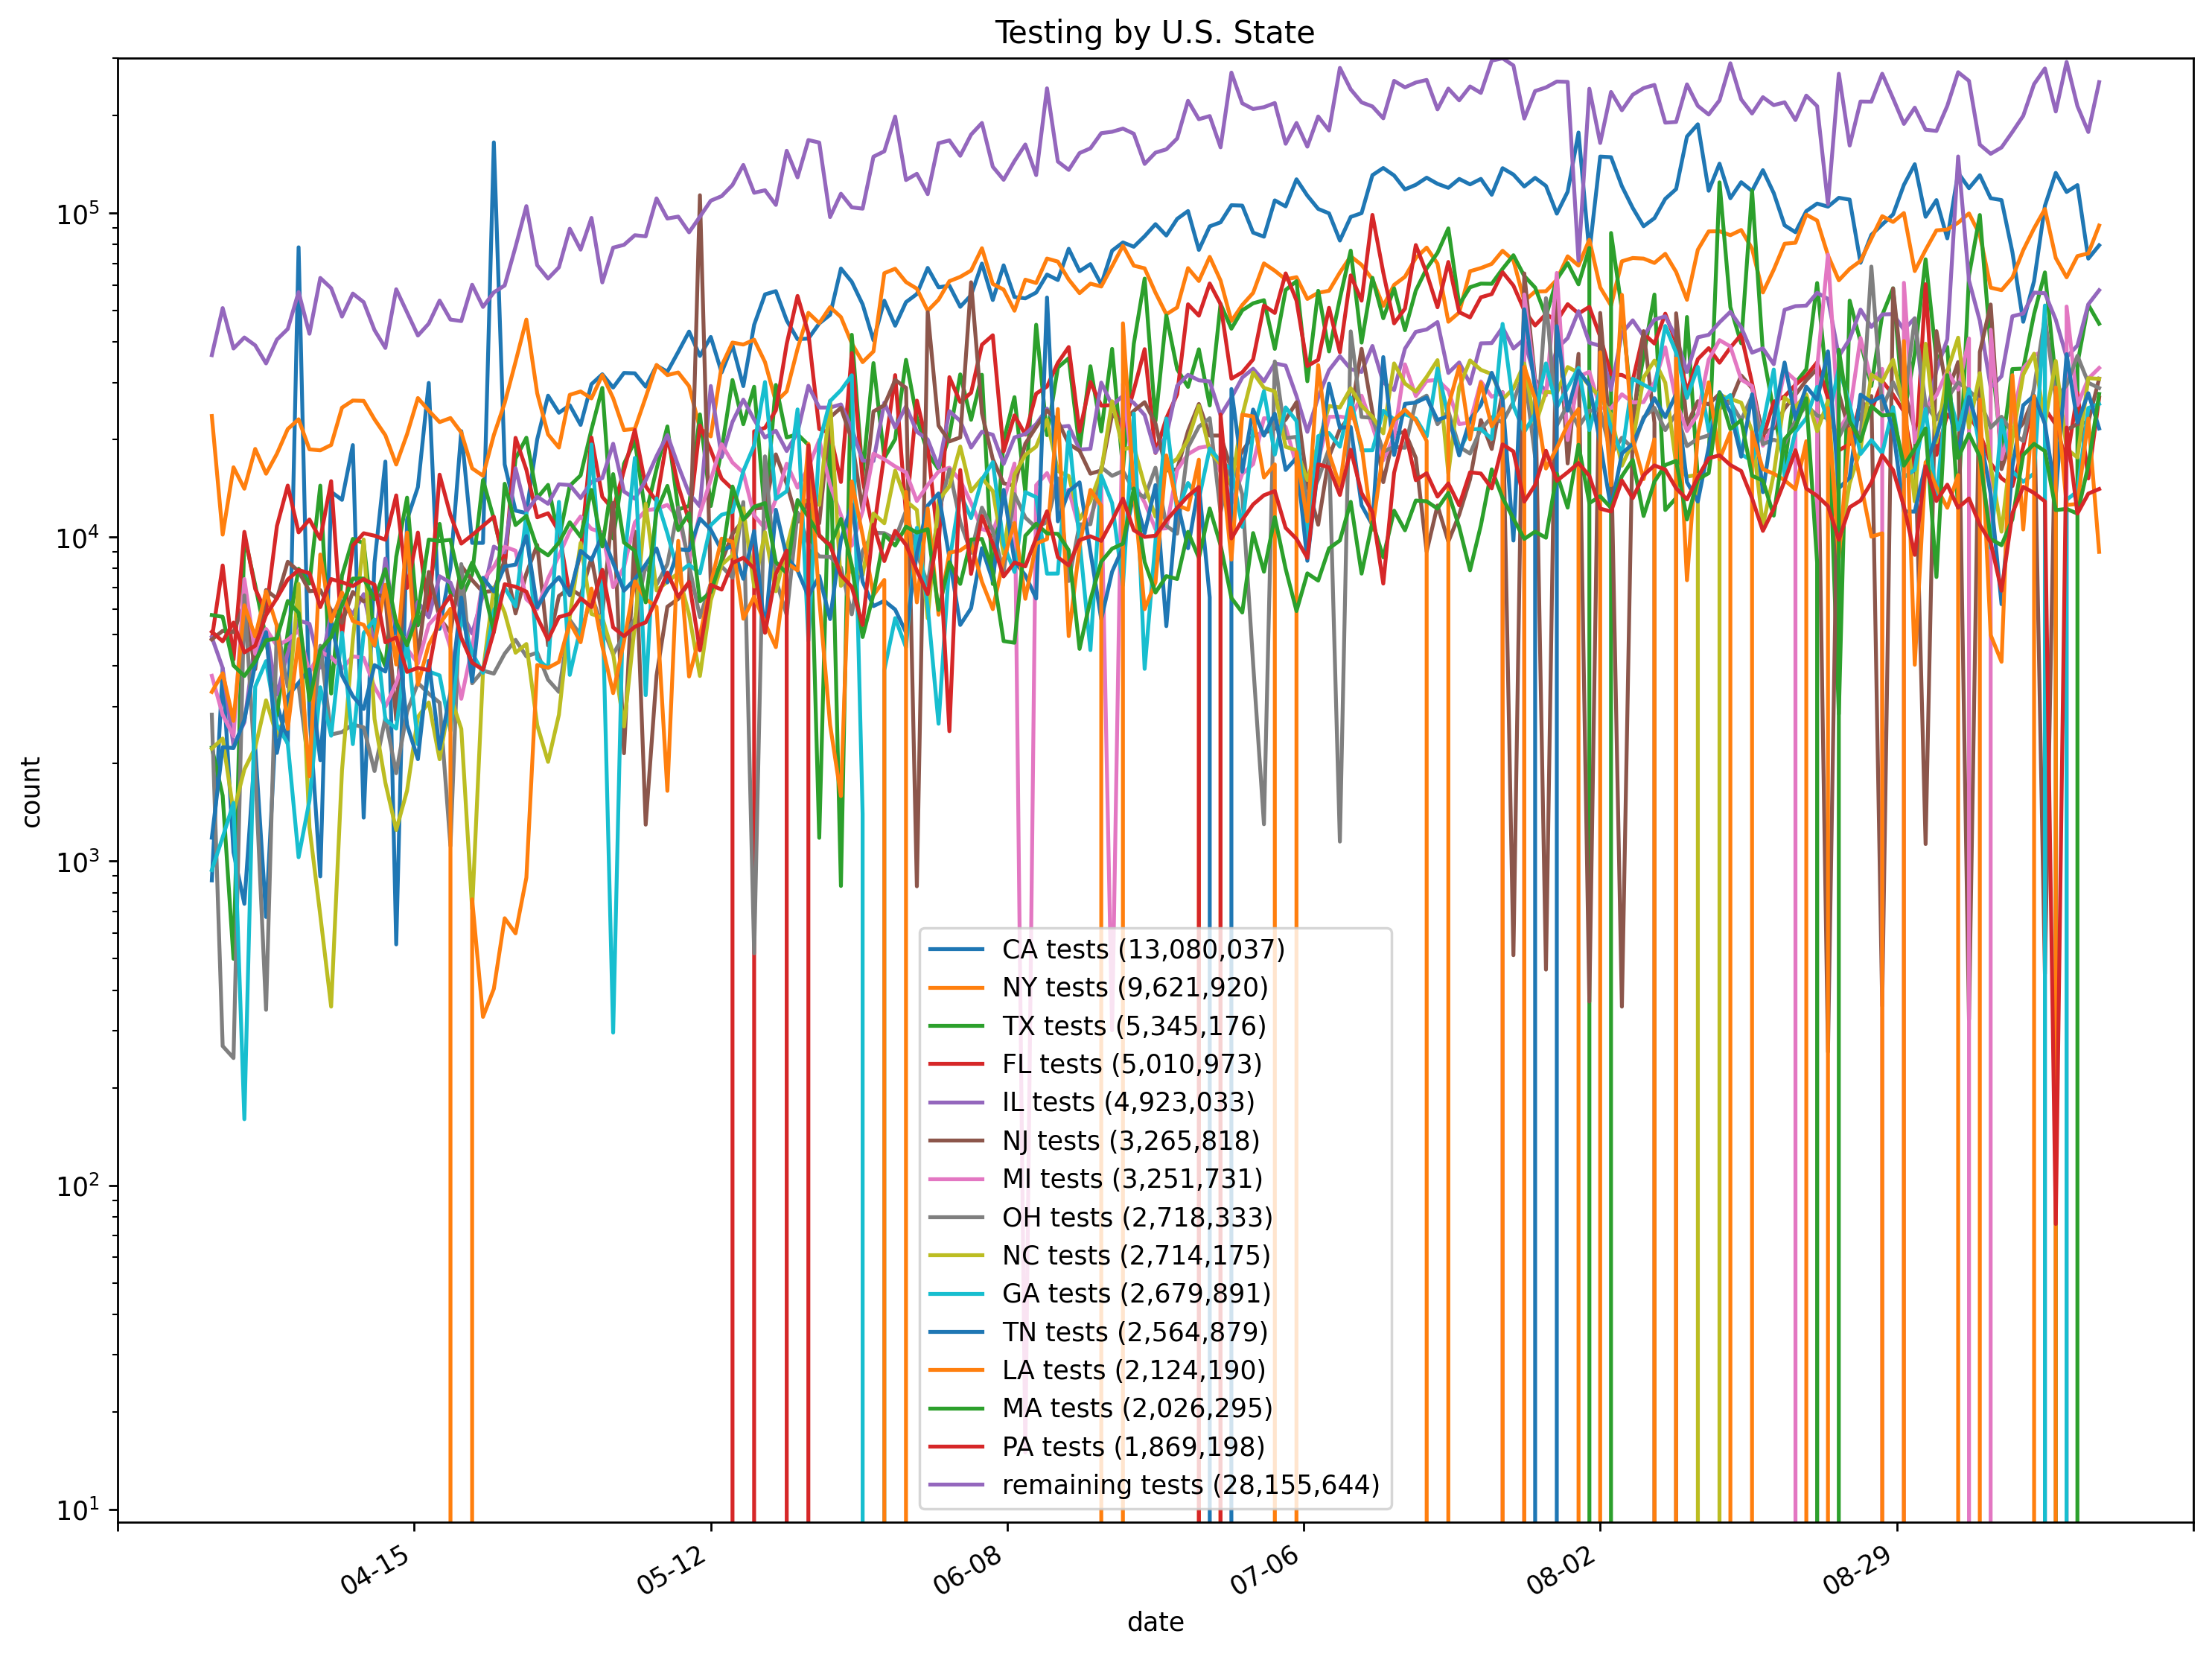 Testing by U.S. State
count
10^5
10^4
10^3
10^2
10^1
CA tests (13,080,037)
NY tests (9,621,920)
TX tests (5,345,176)
FL tests (5,010,973)
IL tests (4,923,033)
NJ tests (3,265,818)
MI tests (3,251,731)
OH tests (2,718,333)
NC tests (2,714,175)
GA tests (2,679,891)
TN tests (2,564,879)
LA tests (2,124,190)
MA tests (2,026,295)
PA tests (1,869,198)
remaining tests (28,155,644)
04-15
05-12
06-08
07-06
08-02
08-29
date